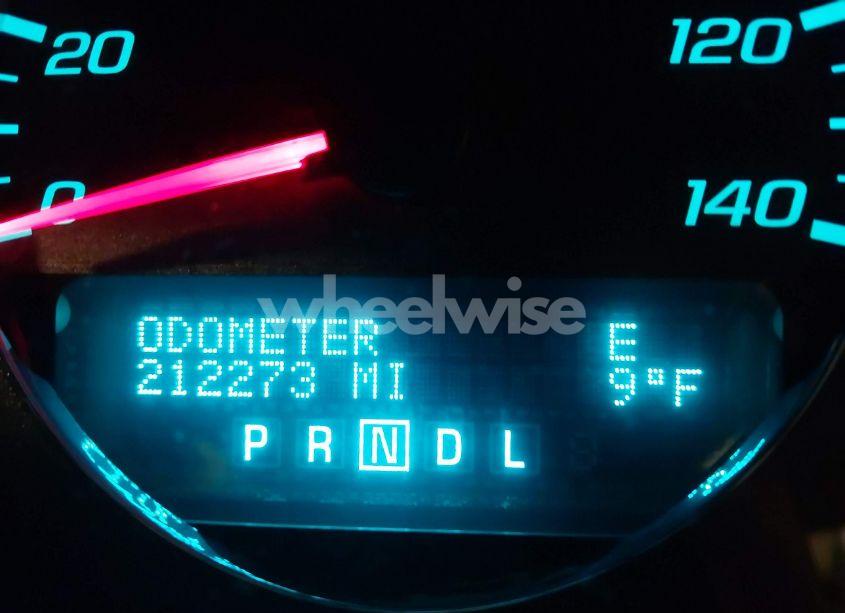 20 120
0 140
wheelwise
ODOMETER E
212273 MI 9°F
P R N D L